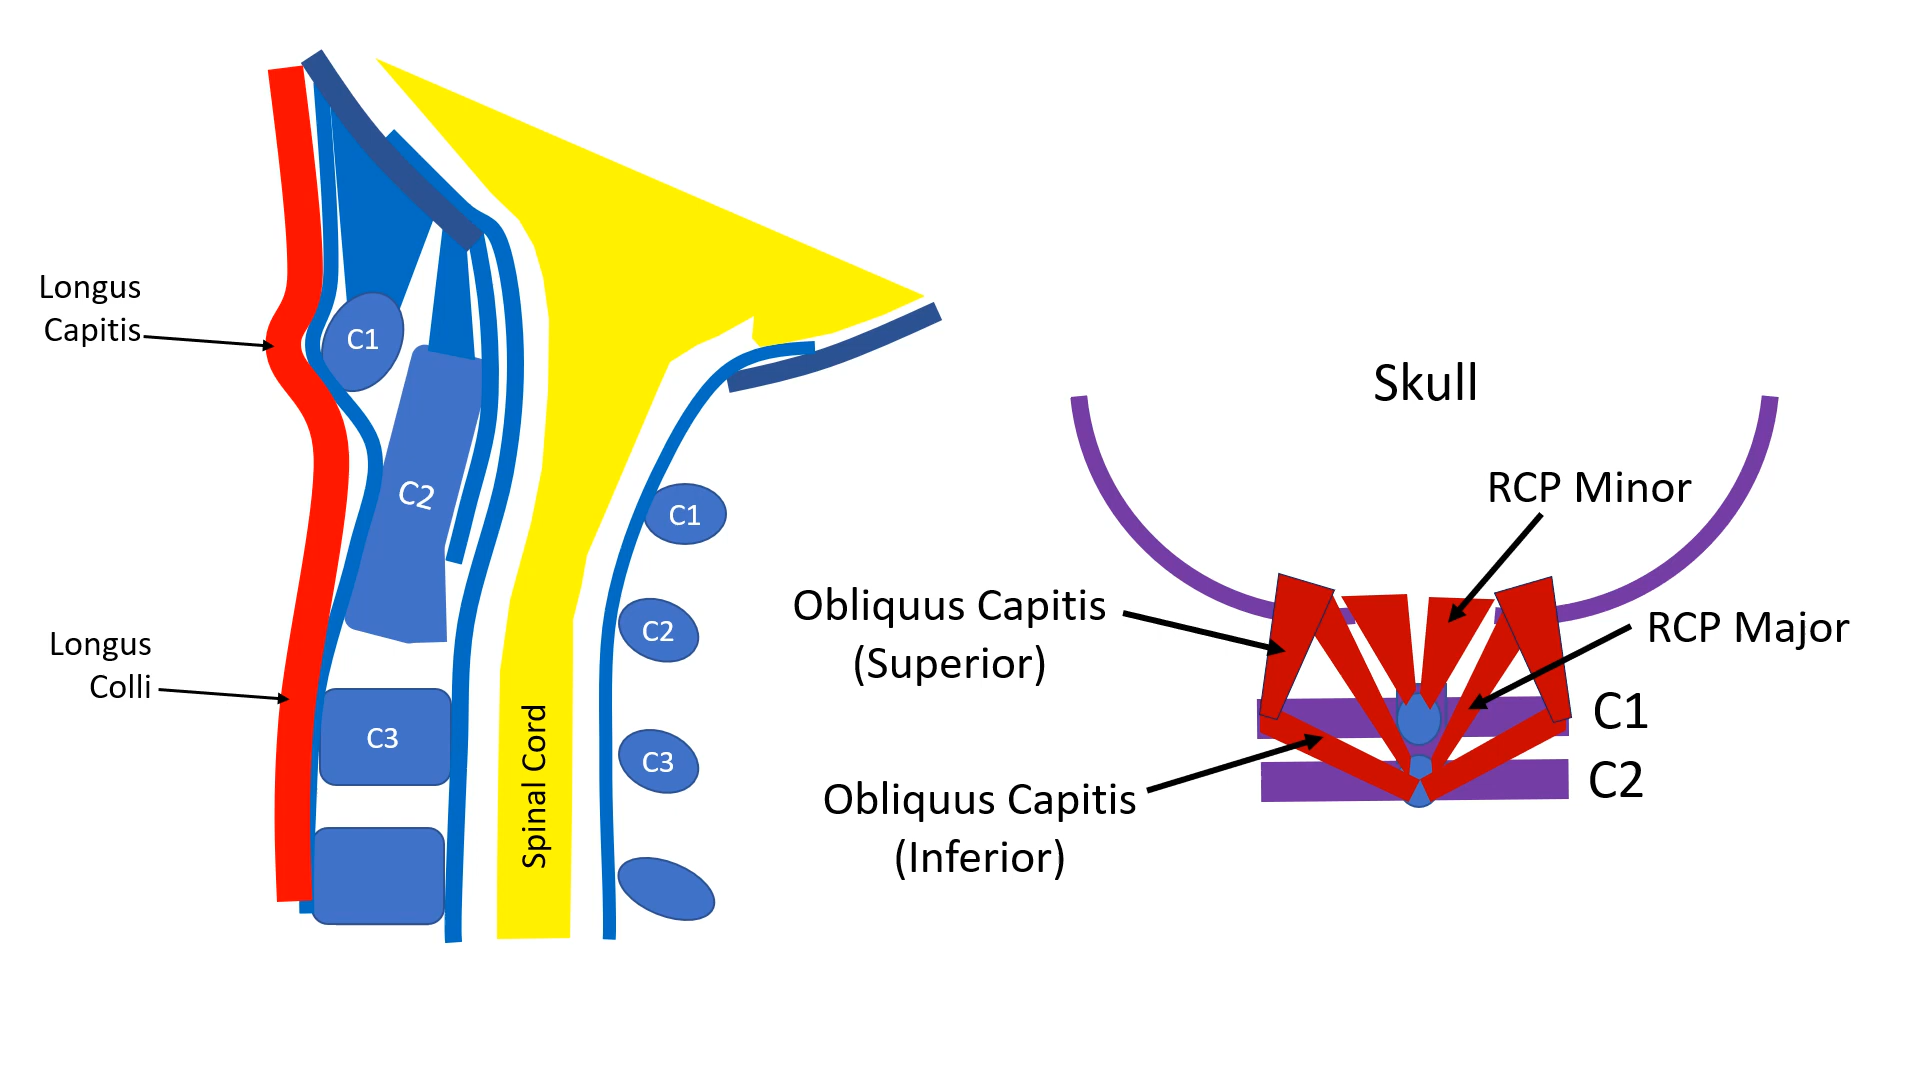 Longus
Capitis
Longus
Colli
C1
C2
C3
Spinal Cord
C1
C2
C3
Skull
RCP Minor
Obliquus Capitis
(Superior)
RCP Major
C1
C2
Obliquus Capitis
(Inferior)